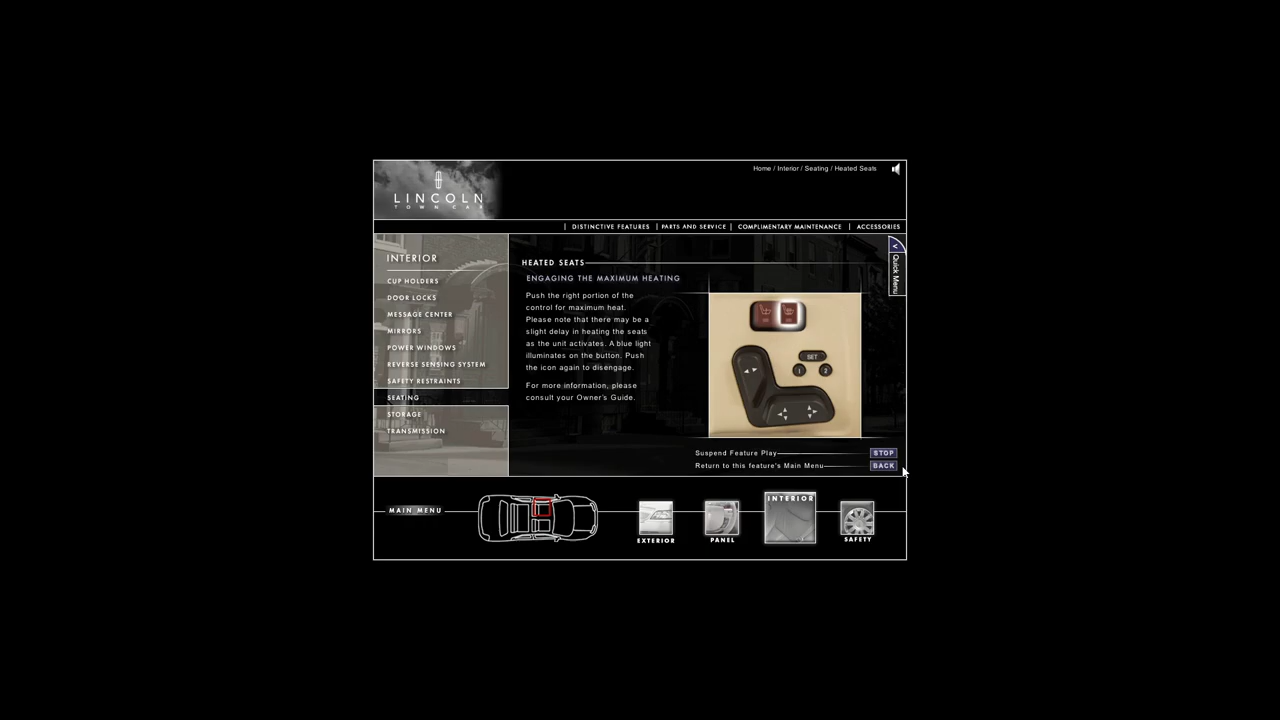 Home / Interior / Seating / Heated Seats
LINCOLN
TOWN CAR
DISTINCTIVE FEATURES | PARTS AND SERVICE | COMPLIMENTARY MAINTENANCE | ACCESSORIES
INTERIOR
CUP HOLDERS
DOOR LOCKS
MESSAGE CENTER
MIRRORS
POWER WINDOWS
REVERSE SENSING SYSTEM
SAFETY RESTRAINTS
SEATING
STORAGE
TRANSMISSION
HEATED SEATS
ENGAGING THE MAXIMUM HEATING
Push the right portion of the
control for maximum heat.
Please note that there may be a
slight delay in heating the seats
as the unit activates. A blue light
illuminates on the button. Push
the icon again to disengage.
For more information, please
consult your Owner's Guide.
SET
1 2
< Quick Menu
Suspend Feature Play STOP
Return to this feature's Main Menu BACK
MAIN MENU
EXTERIOR
PANEL
INTERIOR
SAFETY